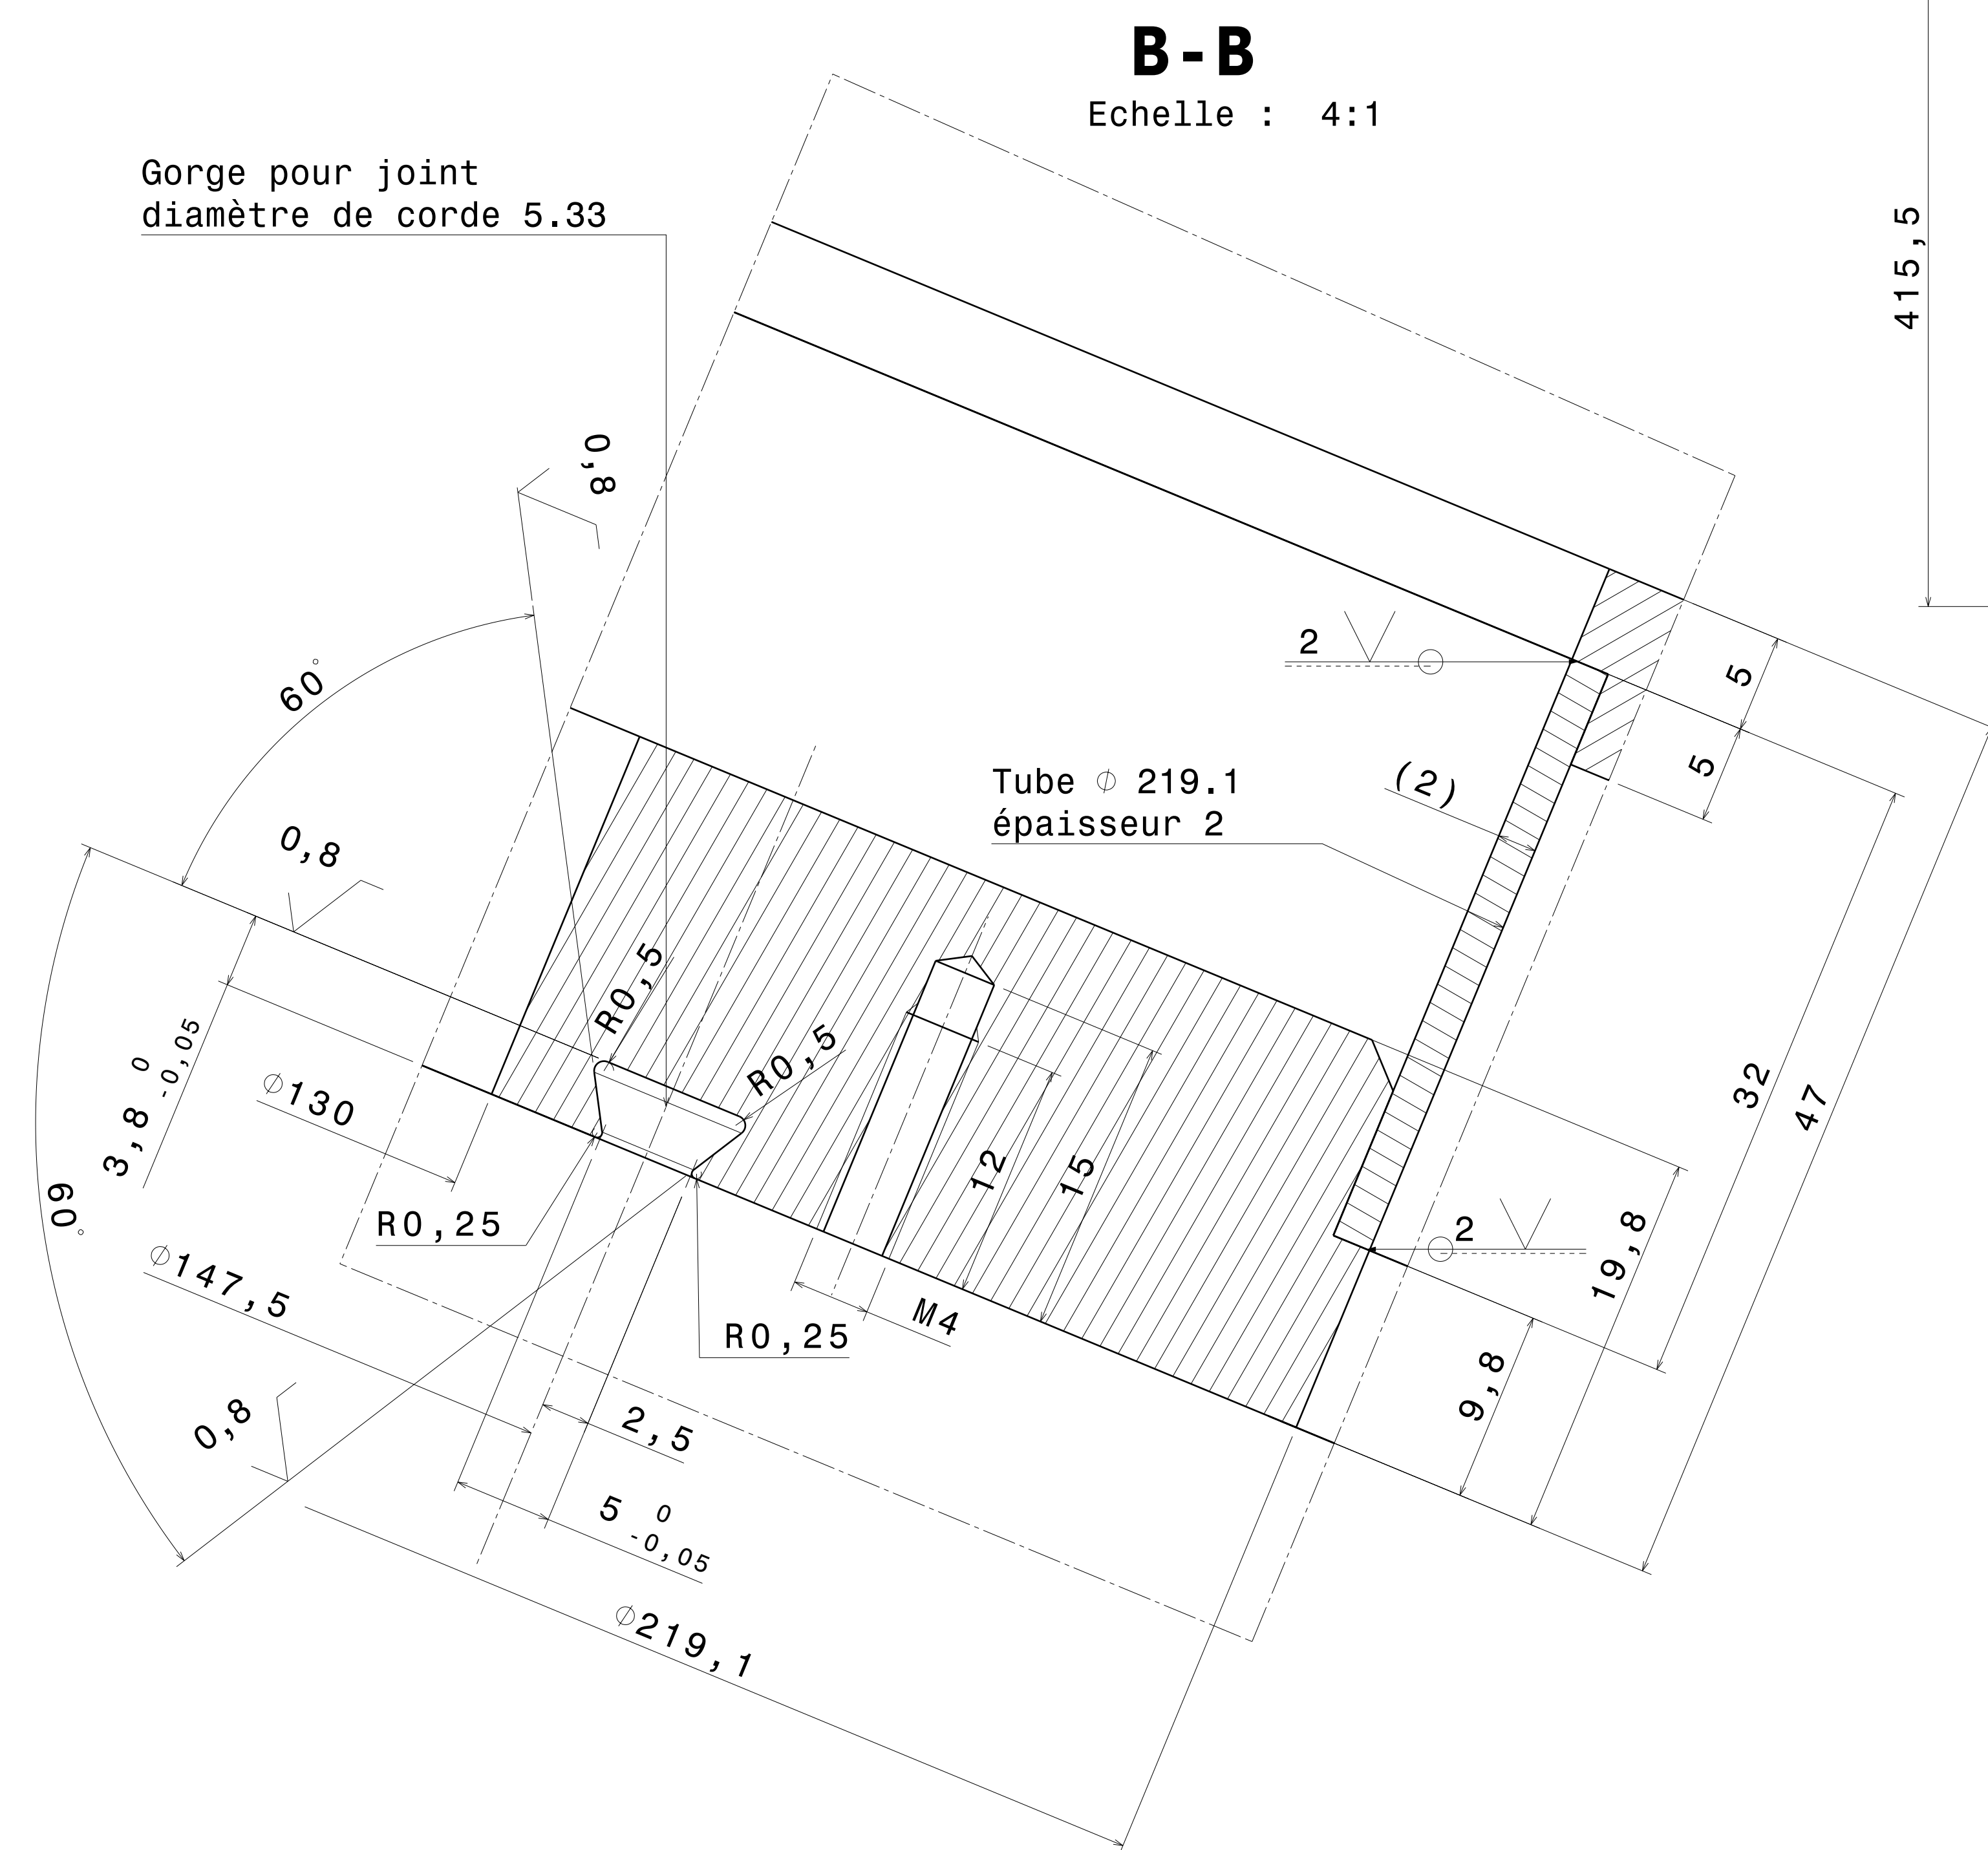 B-B
Echelle : 4:1
Gorge pour joint
diamètre de corde 5.33
415,5
0,8
60°
2
5
5
Tube ∅ 219.1
épaisseur 2
(2)
0,8
R0,5
R0,5
3,8 0 -0,05
∅130
12
15
32
47
60°
R0,25
2
19,8
∅147,5
M4
R0,25
9,8
0,8
2,5
5 0 -0,05
∅219,1